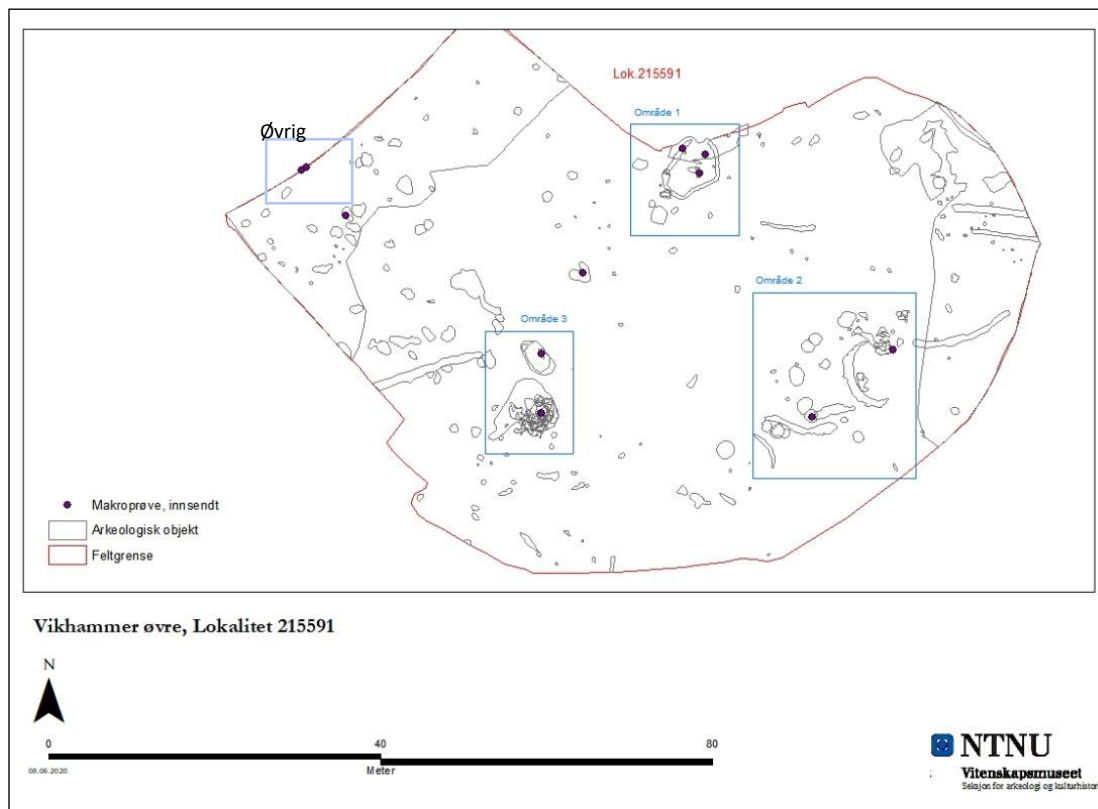 Lok.215591
Område 1
Øvrig
Område 2
Område 3
Makroprøve, innsendt
Arkeologisk objekt
Feltgrense
Vikhammer øvre, Lokalitet 215591
N
0 40 80
08.06.2020
Meter
NTNU
Vitenskapsmuseet
Seksjon for arkeologi og kulturhistor